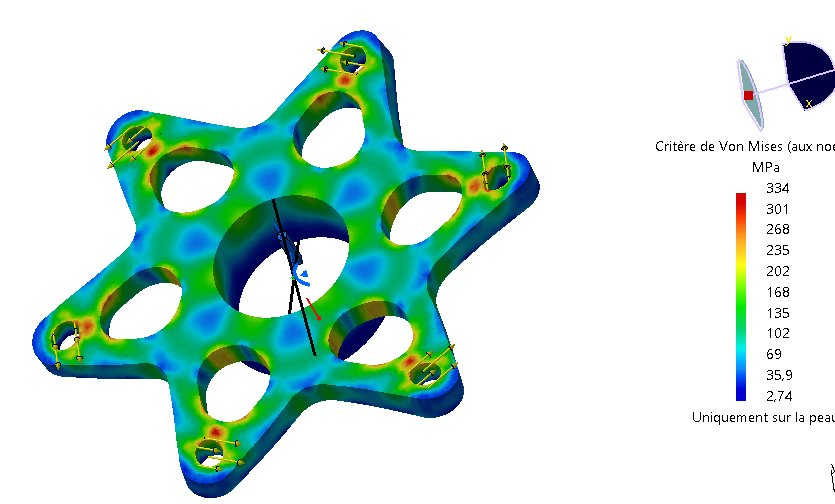 Y
X
Critère de Von Mises (aux
MPa
334
301
268
235
202
168
135
102
69
35,9
2,74
Uniquement sur la peau